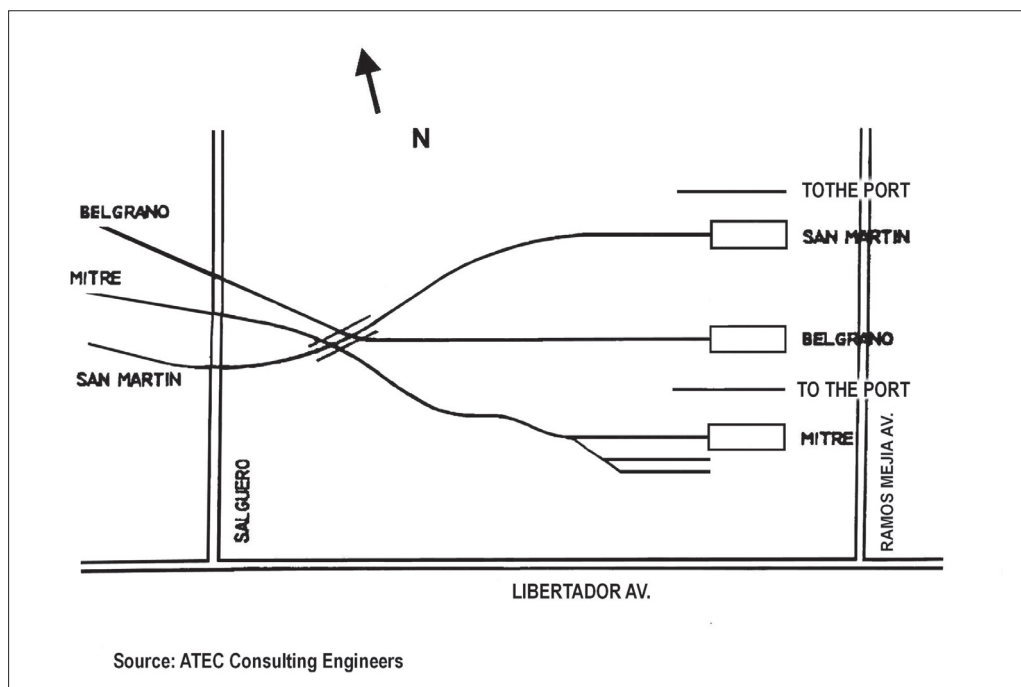 N
BELGRANO
TOTHE PORT
SAN MARTIN
MITRE
BELGRANO
SAN MARTIN
TO THE PORT
MITRE
SALGUERO
RAMOS MEJIA AV.
LIBERTADOR AV.
Source: ATEC Consulting Engineers